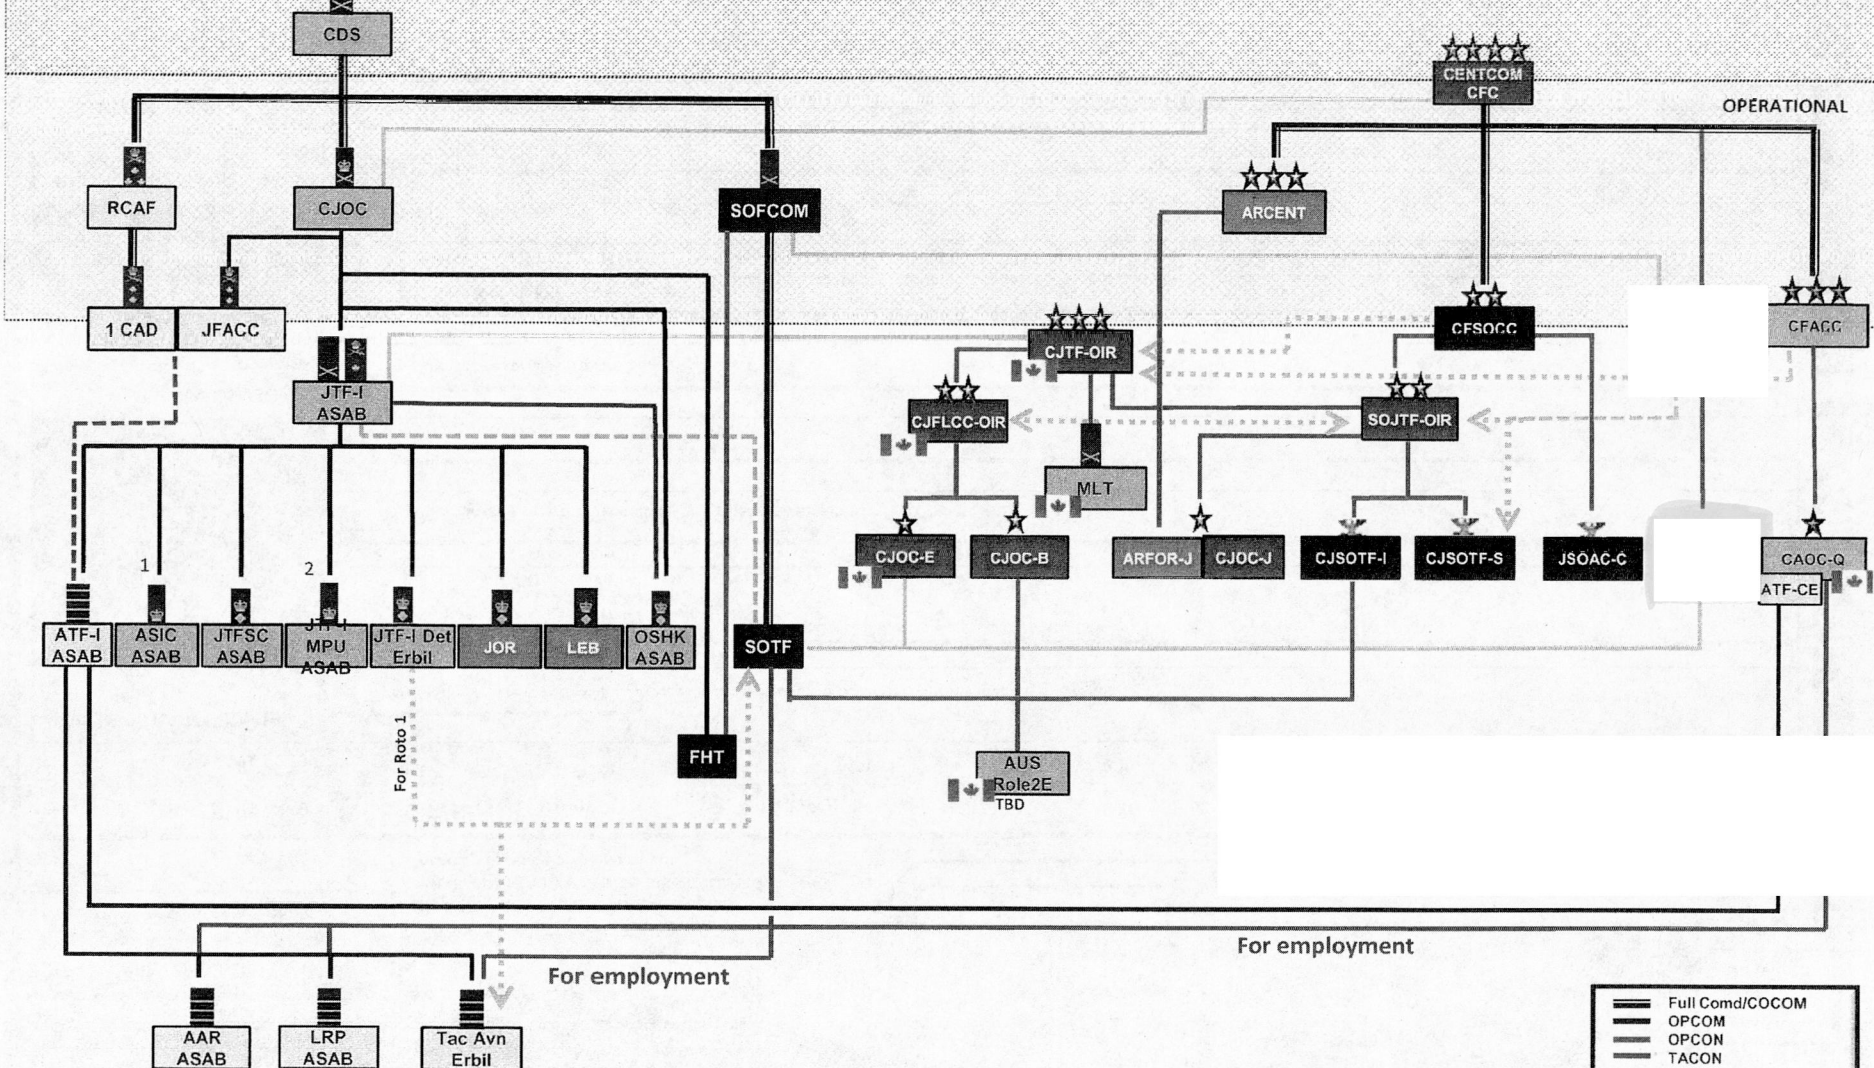 CDS
CENTCOM
CFC
OPERATIONAL
RCAF
CJOC
SOFCOM
ARCENT
1 CAD
JFACC
CJTF-OIR
CFSOCC
CFACC
JTF-I
ASAB
CJFLCC-OIR
SOJTF-OIR
MLT
1
2
CJOC-E
CJOC-B
ARFOR-J
CJOC-J
CJSOTF-I
CJSOTF-S
JSOAC-C
CAOC-Q
ATF-CE
ATF-I
ASAB
ASIC
ASAB
JTFSC
ASAB
JTF-I
MPU
ASAB
JTF-I Det
Erbil
JOR
LEB
OSHK
ASAB
SOTF
For Roto 1
FHT
AUS
Role2E
TBD
For employment
For employment
AAR
ASAB
LRP
ASAB
Tac Avn
Erbil
Full Comd/COCOM
OPCOM
OPCON
TACON